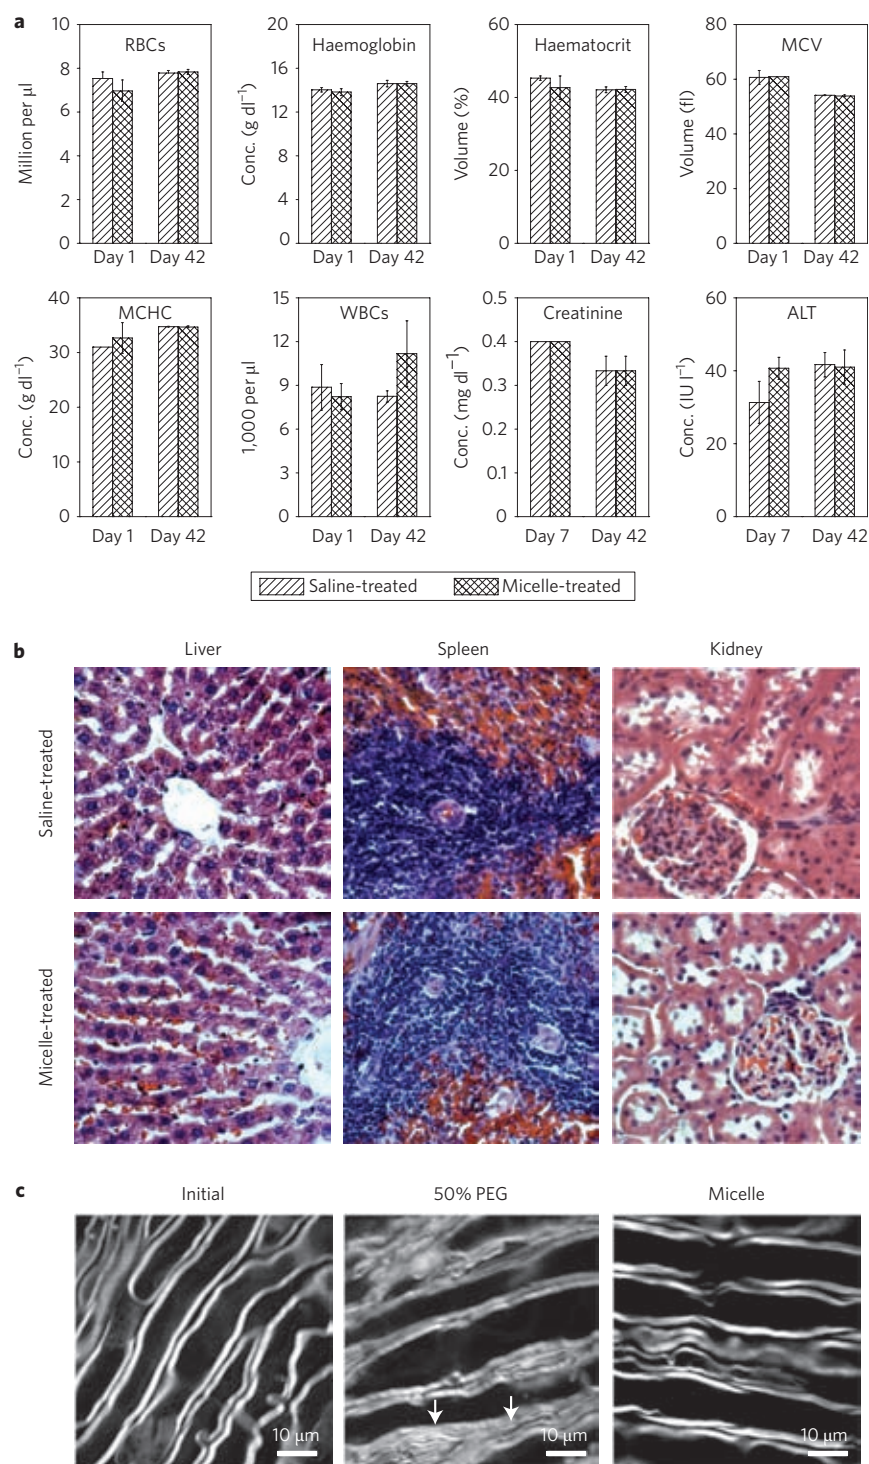 a
RBCs
Million per µl
10
8
6
4
2
0
Day 1 Day 42
Haemoglobin
Conc. (g dl⁻¹)
20
16
12
8
4
0
Day 1 Day 42
Haematocrit
Volume (%)
60
40
20
0
Day 1 Day 42
MCV
Volume (fl)
80
60
40
20
0
Day 1 Day 42
MCHC
Conc. (g dl⁻¹)
40
30
20
10
0
Day 1 Day 42
WBCs
1,000 per µl
15
12
9
6
3
0
Day 1 Day 42
Creatinine
Conc. (mg dl⁻¹)
0.5
0.4
0.3
0.2
0.1
0
Day 7 Day 42
ALT
Conc. (IU l⁻¹)
60
40
20
0
Day 7 Day 42
Saline-treated Micelle-treated
b
Liver Spleen Kidney
Saline-treated
Micelle-treated
c
Initial 50% PEG Micelle
10 µm 10 µm 10 µm